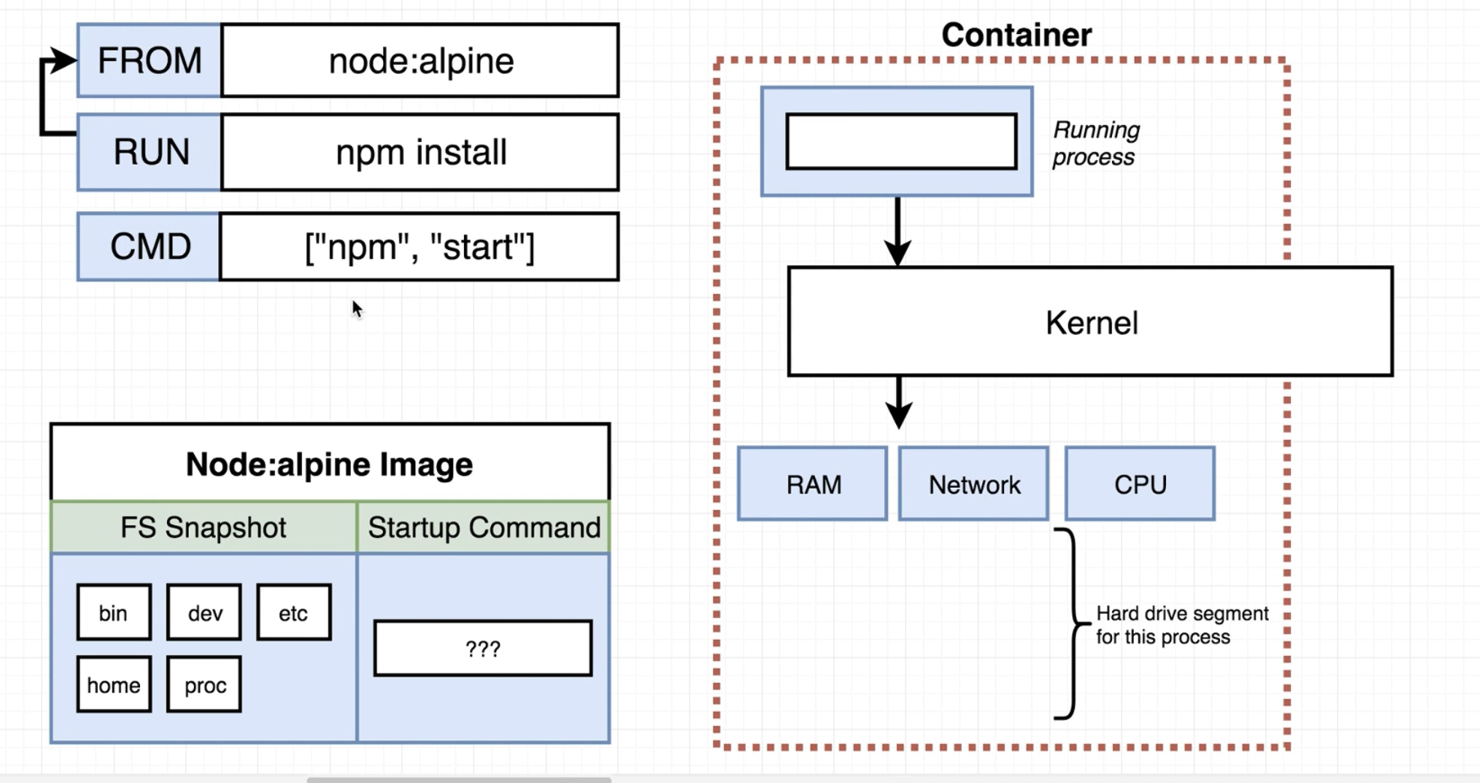 FROM node:alpine
RUN npm install
CMD ["npm", "start"]
Node:alpine Image
FS Snapshot Startup Command
bin dev etc
???
home proc
Container
Running
process
Kernel
RAM Network CPU
Hard drive segment
for this process